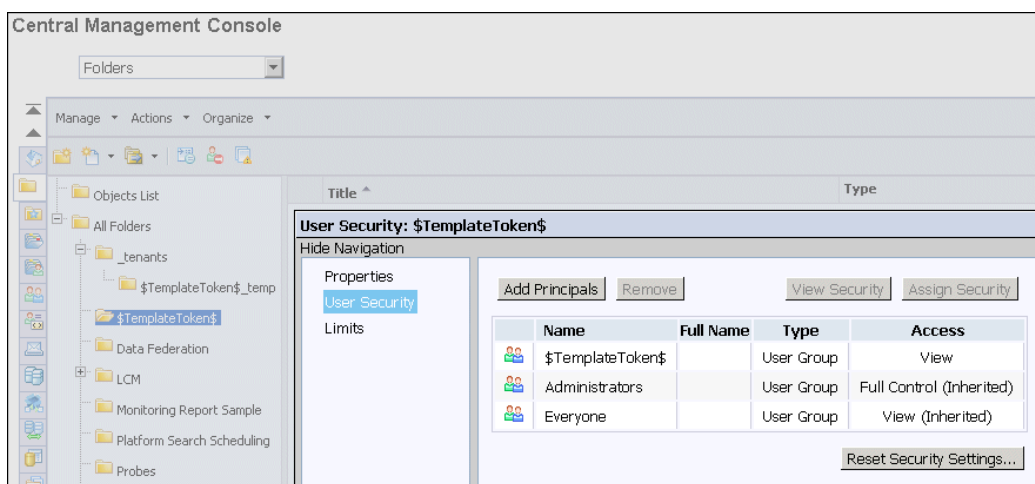 Central Management Console
Folders
Manage Actions Organize
Objects List
All Folders
_tenants
$TemplateToken$_temp
$TemplateToken$
Data Federation
LCM
Monitoring Report Sample
Platform Search Scheduling
Probes
Title Type
User Security: $TemplateToken$
Hide Navigation
Properties
User Security
Limits
Add Principals Remove View Security Assign Security
Name Full Name Type Access
$TemplateToken$ User Group View
Administrators User Group Full Control (Inherited)
Everyone User Group View (Inherited)
Reset Security Settings...